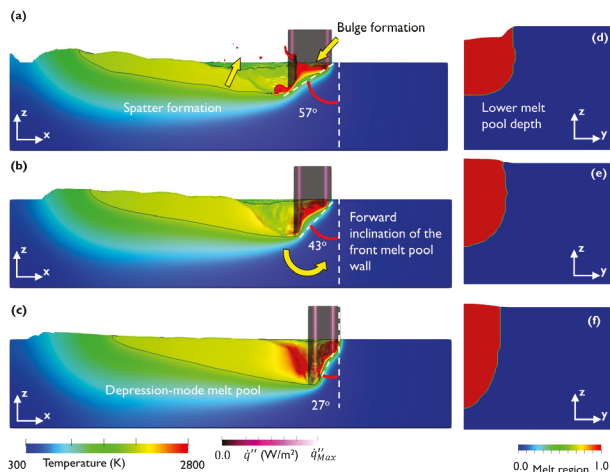 (a)
Bulge formation
(d)
Spatter formation
57°
Lower melt
pool depth
z
x
z
y
(b)
(e)
Forward
inclination of the
front melt pool
wall
43°
z
x
z
y
(c)
(f)
Depression-mode melt pool
27°
z
x
z
y
300
Temperature (K)
2800
0.0
q̇″ (W/m²)
q̇″Max
0.0
1.0
Melt region